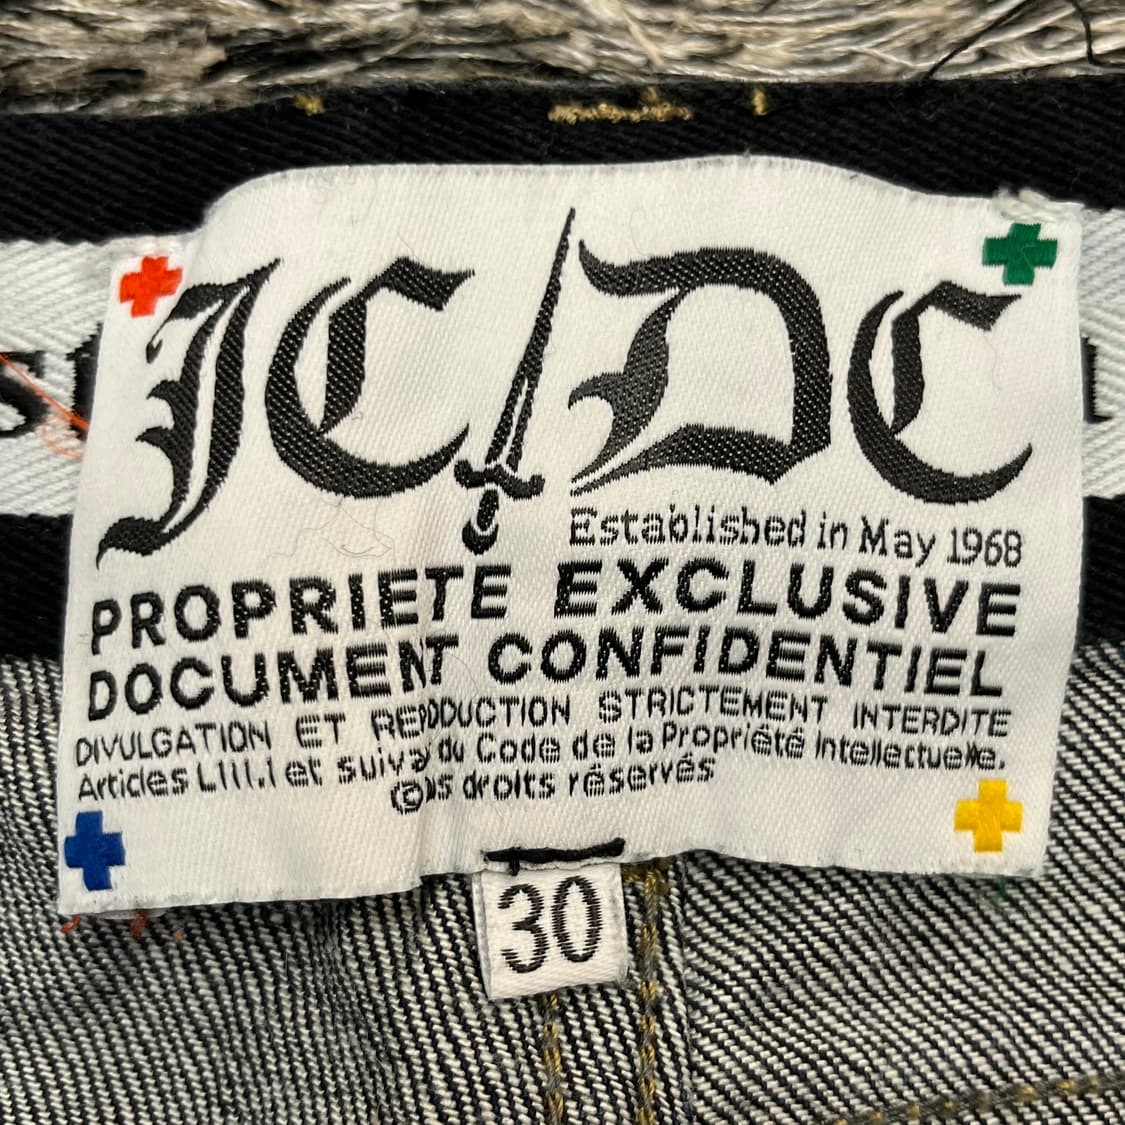 JC/DC
Established in May 1968
PROPRIETE EXCLUSIVE
DOCUMENT CONFIDENTIEL
DIVULGATION ET REPRODUCTION STRICTEMENT INTERDITE
Articles L111.1 et suiv du Code de la Propriété Intellectuelle.
© droits réservés
30